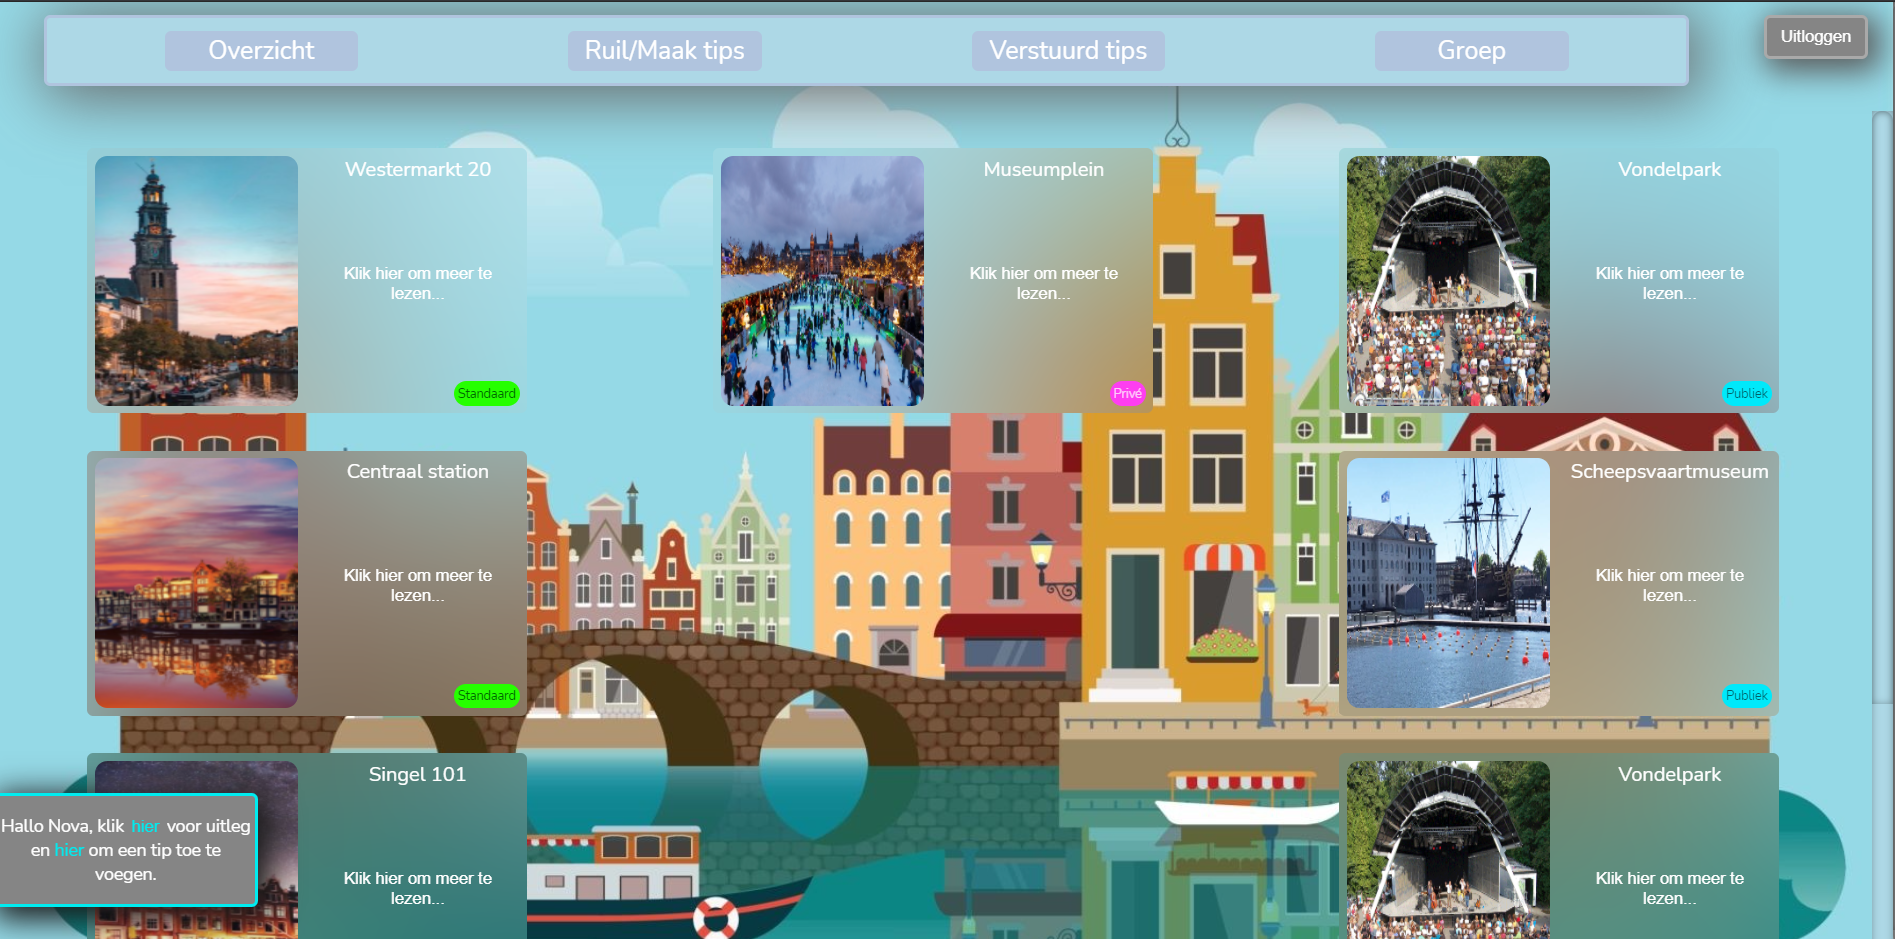 Overzicht
Ruil/Maak tips
Verstuurd tips
Groep
Uitloggen
Westermarkt 20
Klik hier om meer te
lezen...
Standaard
Museumplein
Klik hier om meer te
lezen...
Privé
Vondelpark
Klik hier om meer te
lezen...
Publiek
Centraal station
Klik hier om meer te
lezen...
Standaard
Scheepsvaartmuseum
Klik hier om meer te
lezen...
Publiek
Singel 101
Klik hier om meer te
lezen...
Vondelpark
Klik hier om meer te
lezen...
Hallo Nova, klik hier voor uitleg
en hier om een tip toe te
voegen.